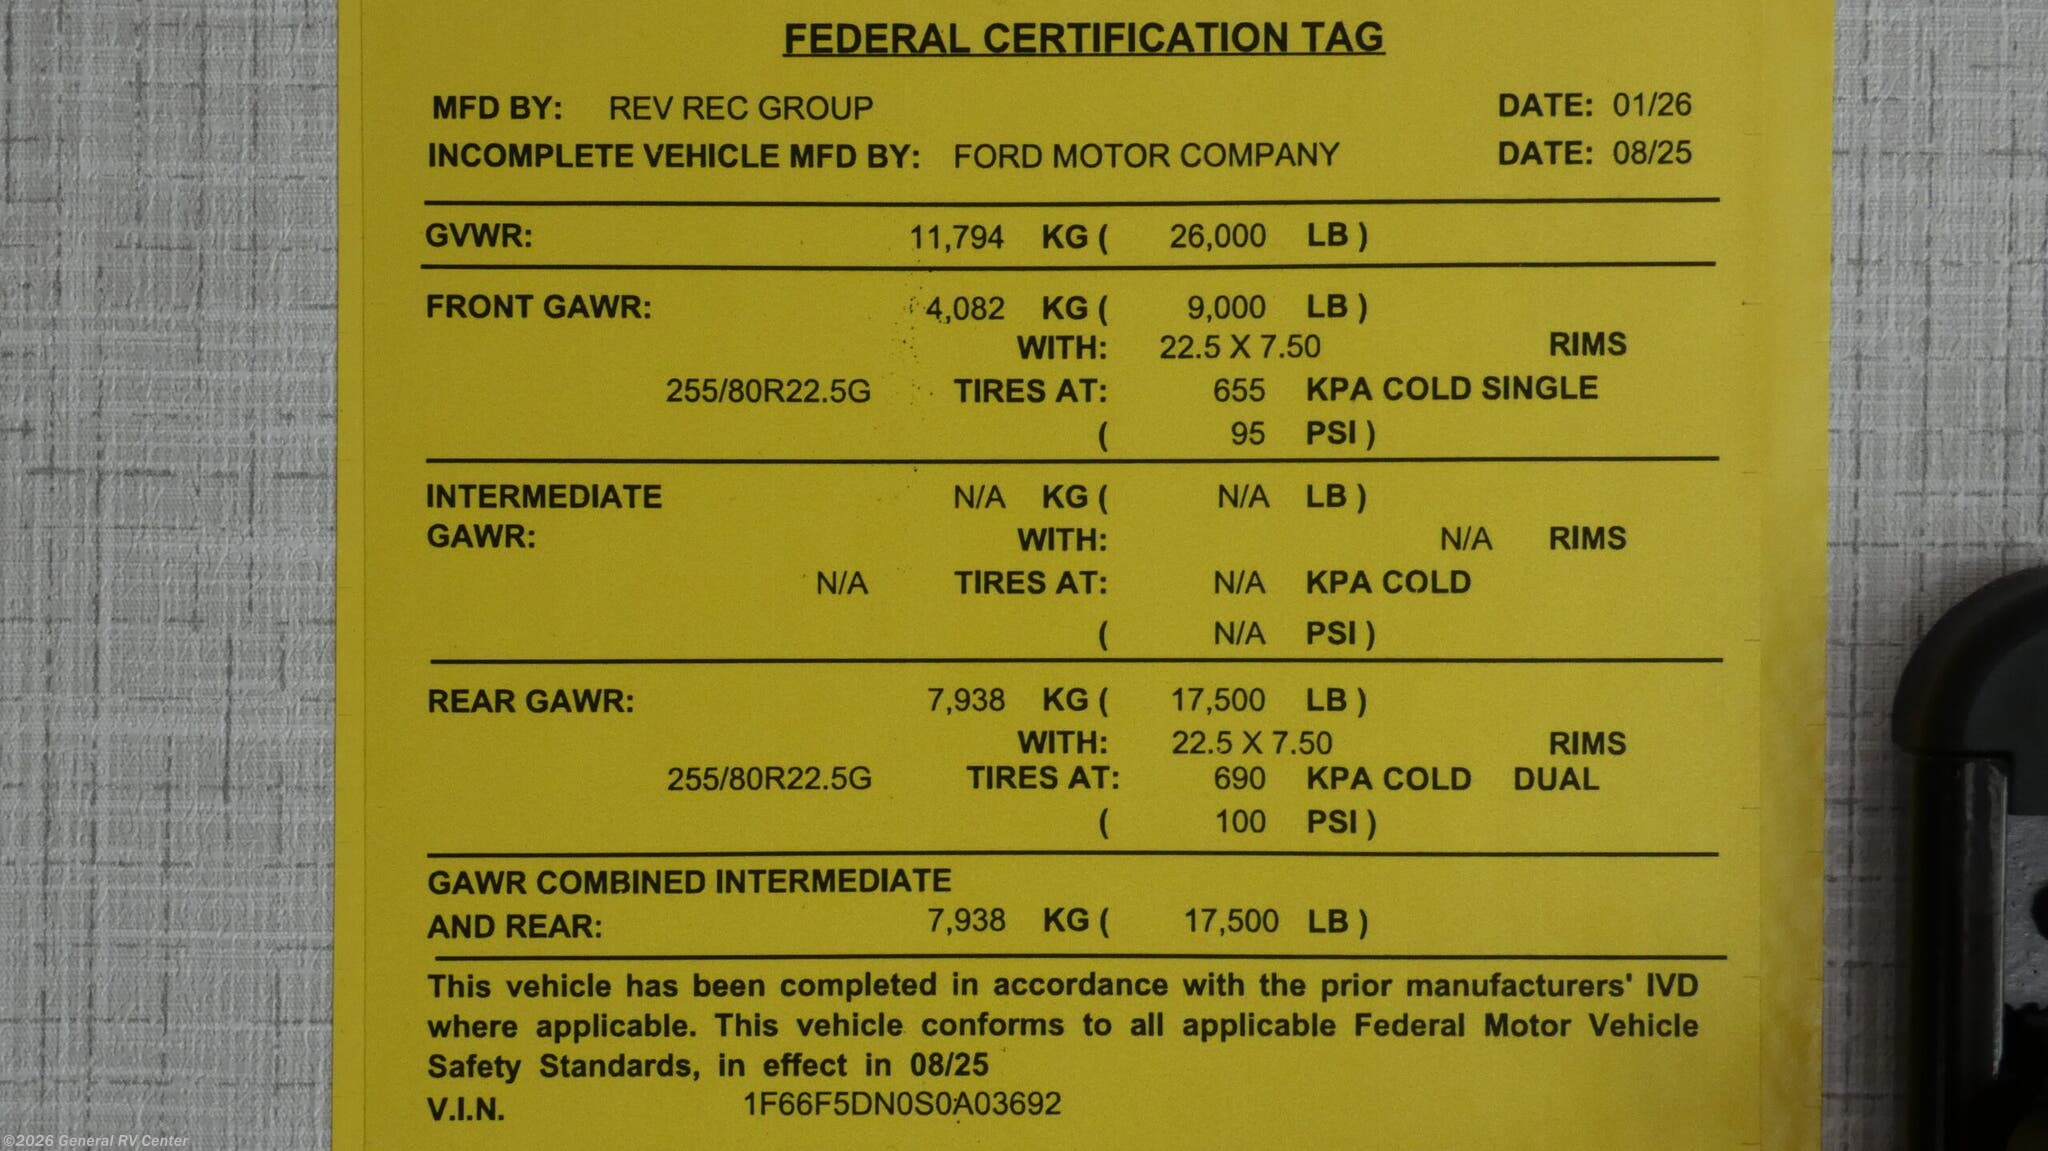 FEDERAL CERTIFICATION TAG
MFD BY: REV REC GROUP DATE: 01/26
INCOMPLETE VEHICLE MFD BY: FORD MOTOR COMPANY DATE: 08/25
GVWR: 11,794 KG ( 26,000 LB )
FRONT GAWR: 4,082 KG ( 9,000 LB )
WITH: 22.5 X 7.50 RIMS
255/80R22.5G TIRES AT: 655 KPA COLD SINGLE
( 95 PSI )
INTERMEDIATE N/A KG ( N/A LB )
GAWR: WITH: N/A RIMS
N/A TIRES AT: N/A KPA COLD
( N/A PSI )
REAR GAWR: 7,938 KG ( 17,500 LB )
WITH: 22.5 X 7.50 RIMS
255/80R22.5G TIRES AT: 690 KPA COLD DUAL
( 100 PSI )
GAWR COMBINED INTERMEDIATE
AND REAR: 7,938 KG ( 17,500 LB )
This vehicle has been completed in accordance with the prior manufacturers' IVD
where applicable. This vehicle conforms to all applicable Federal Motor Vehicle
Safety Standards, in effect in 08/25
V.I.N. 1F66F5DN0S0A03692
©2026 General RV Center